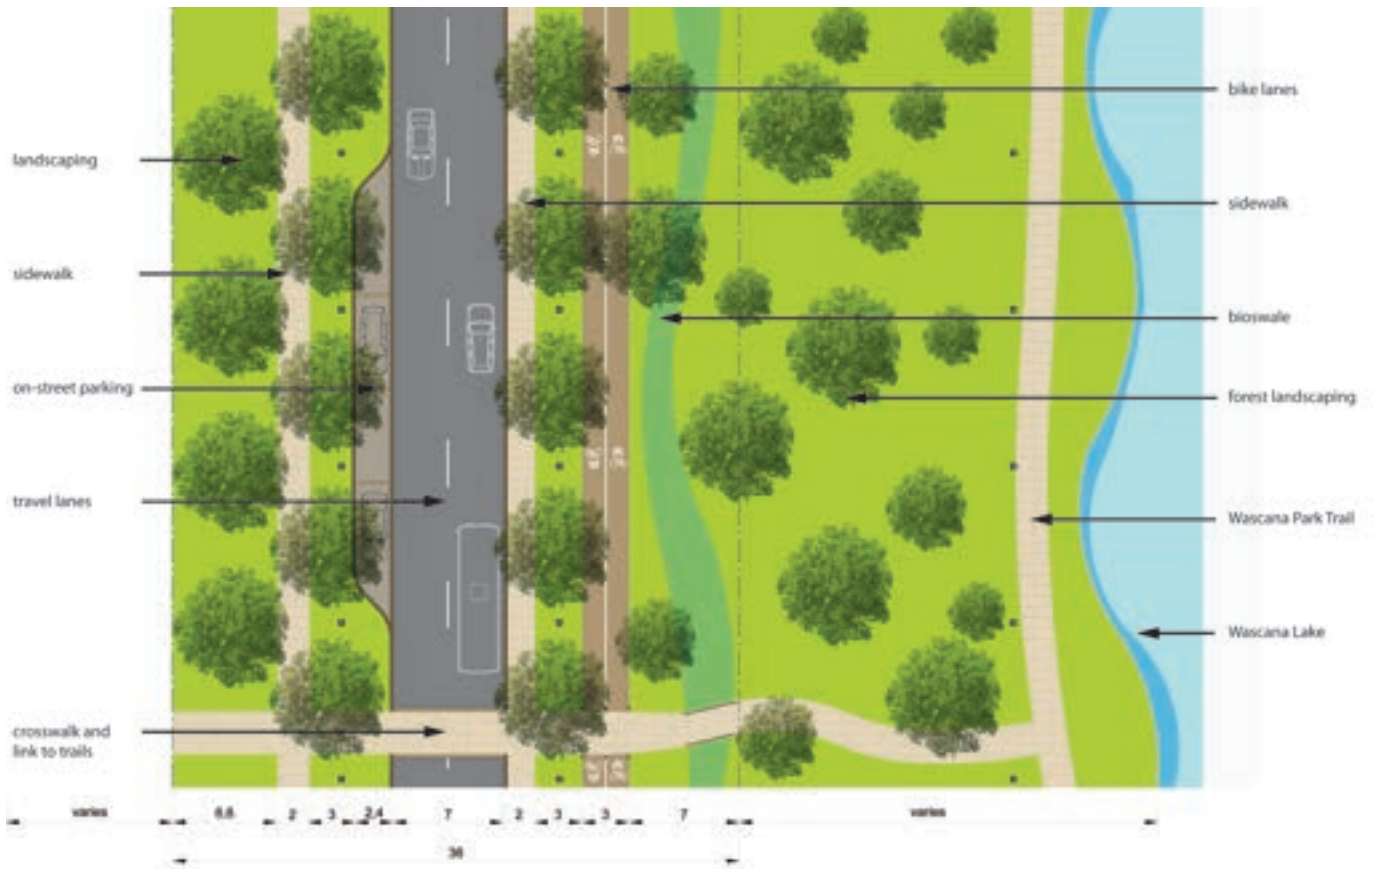 landscaping
sidewalk
on-street parking
travel lanes
crosswalk and
link to trails
bike lanes
sidewalk
bioswale
forest landscaping
Wascana Park Trail
Wascana Lake
varies 6.6 2 3 2.4 7 2 3 3 7 varies
36